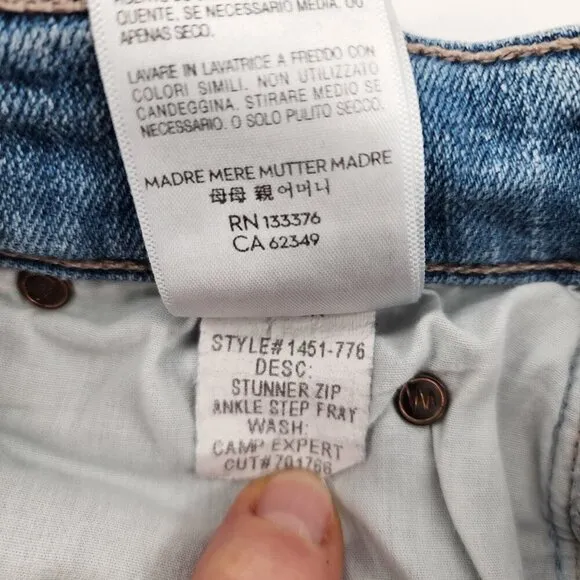 QUENTE, SE NECESSARIO MEDIA, OU
APENAS SECO.
LAVARE IN LAVATRICE A FREDDO CON
COLORI SIMILI. NON UTILIZZATO
CANDEGGINA. STIRARE MEDIO SE
NECESSARIO. O SOLO PULITO SECCO.
MADRE MERE MUTTER MADRE
母母 親 어머니
RN 133376
CA 62349
STYLE# 1451-776
DESC:
STUNNER ZIP
ANKLE STEP FRAY
WASH:
CAMP EXPERT
CUT# 701766